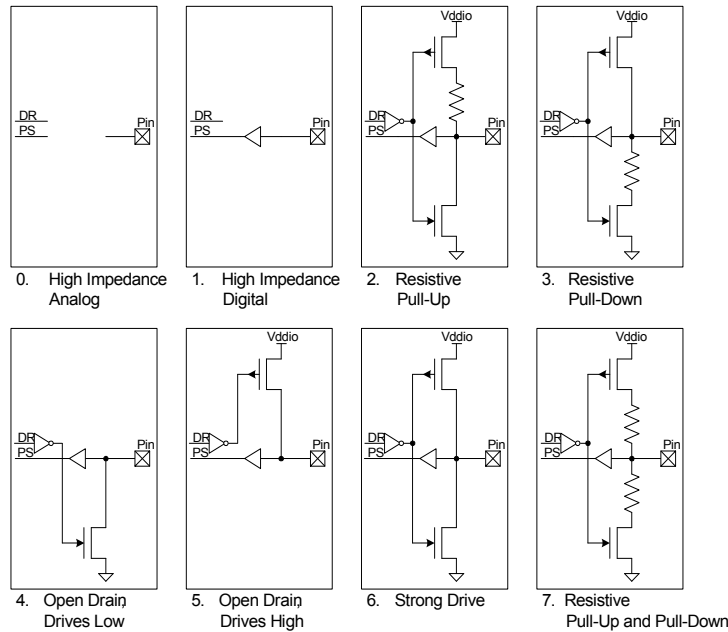 Vddio Vddio
DR DR DR DR
PS Pin PS Pin PS Pin PS Pin
0. High Impedance Analog
1. High Impedance Digital
2. Resistive Pull-Up
3. Resistive Pull-Down
Vddio Vddio Vddio
DR DR DR DR
PS Pin PS Pin PS Pin PS Pin
4. Open Drain, Drives Low
5. Open Drain, Drives High
6. Strong Drive
7. Resistive Pull-Up and Pull-Down